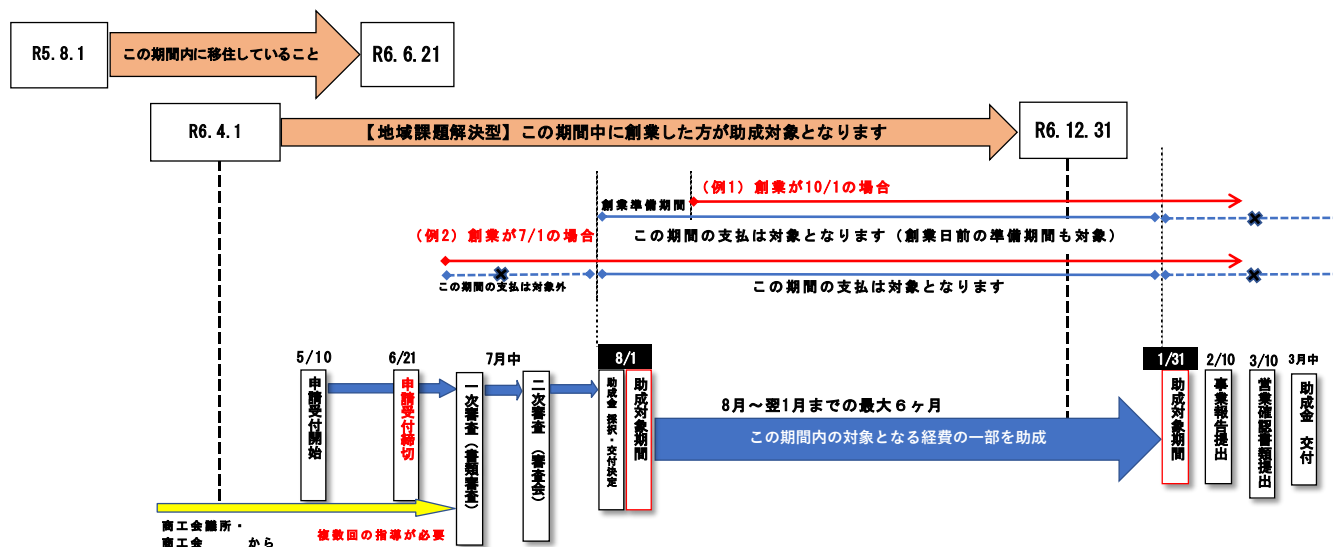 R5.8.1
この期間内に移住していること
R6.6.21
R6.4.1
【地域課題解決型】この期間中に創業した方が助成対象となります
R6.12.31
(例1) 創業が10/1の場合
創業準備期間
(例2) 創業が7/1の場合
この期間の支払は対象となります(創業日前の準備期間も対象)
この期間の支払は対象外
この期間の支払は対象となります
5/10
申請受付開始
6/21
申請受付締切
7月中
一次審査(書類審査)
二次審査 (審査会)
8/1
助成金 採択・交付決定
助成対象期間
8月～翌1月までの最大6ヶ月
この期間内の対象となる経費の一部を助成
1/31
助成対象期間
2/10
事業報告提出
3/10
営業確認書類提出
3月中
助成金 交付
複数回の指導が必要
商工会議所・
商工会 から